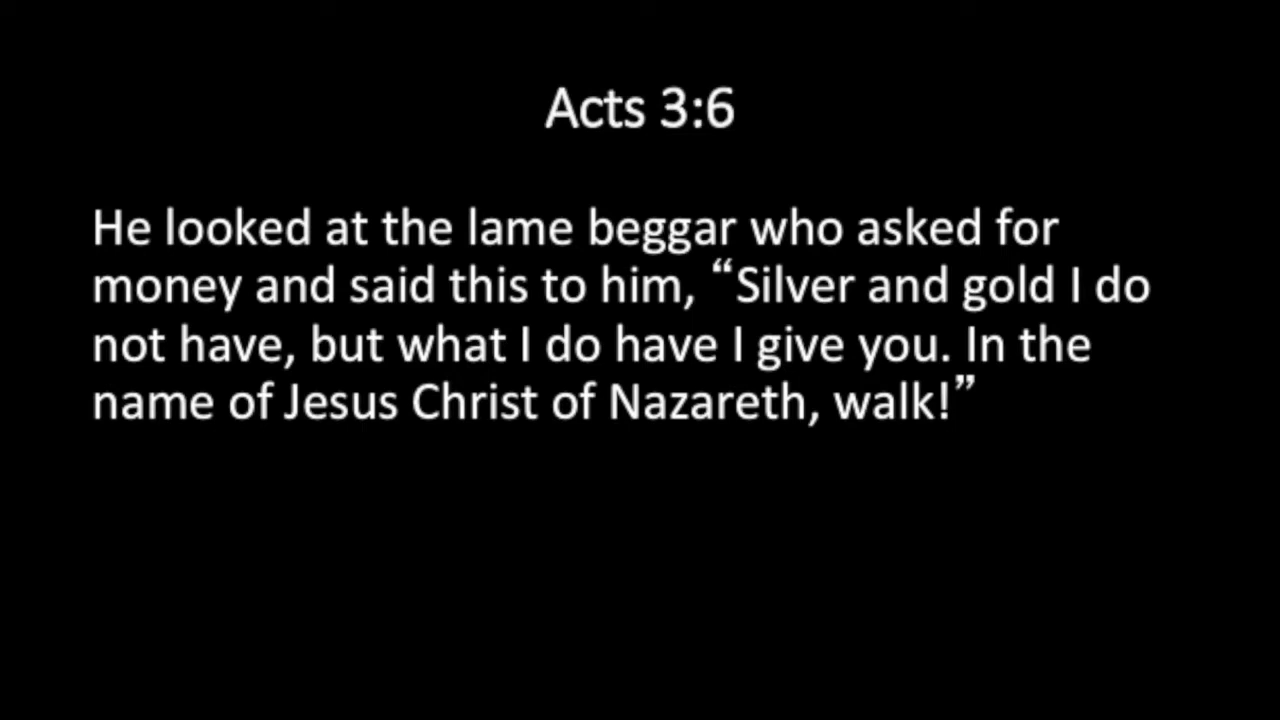 Acts 3:6
He looked at the lame beggar who asked for
money and said this to him, “Silver and gold I do
not have, but what I do have I give you. In the
name of Jesus Christ of Nazareth, walk!”